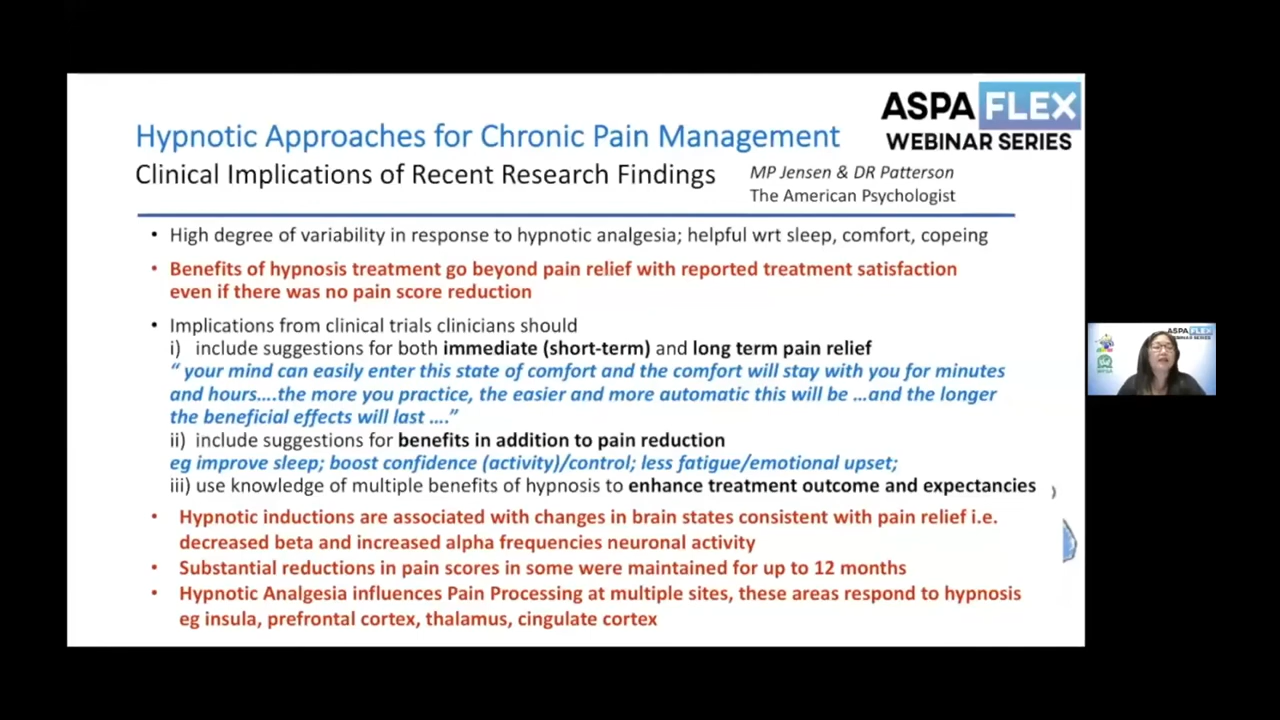 ASPA FLEX
WEBINAR SERIES
Hypnotic Approaches for Chronic Pain Management
Clinical Implications of Recent Research Findings
MP Jensen & DR Patterson
The American Psychologist
• High degree of variability in response to hypnotic analgesia; helpful wrt sleep, comfort, copeing
• Benefits of hypnosis treatment go beyond pain relief with reported treatment satisfaction
even if there was no pain score reduction
• Implications from clinical trials clinicians should
i) include suggestions for both immediate (short-term) and long term pain relief
“ your mind can easily enter this state of comfort and the comfort will stay with you for minutes
and hours….the more you practice, the easier and more automatic this will be …and the longer
the beneficial effects will last ….”
ii) include suggestions for benefits in addition to pain reduction
eg improve sleep; boost confidence (activity)/control; less fatigue/emotional upset;
iii) use knowledge of multiple benefits of hypnosis to enhance treatment outcome and expectancies
• Hypnotic inductions are associated with changes in brain states consistent with pain relief i.e.
decreased beta and increased alpha frequencies neuronal activity
• Substantial reductions in pain scores in some were maintained for up to 12 months
• Hypnotic Analgesia influences Pain Processing at multiple sites, these areas respond to hypnosis
eg insula, prefrontal cortex, thalamus, cingulate cortex
ASPA FLEX
WEBINAR SERIES